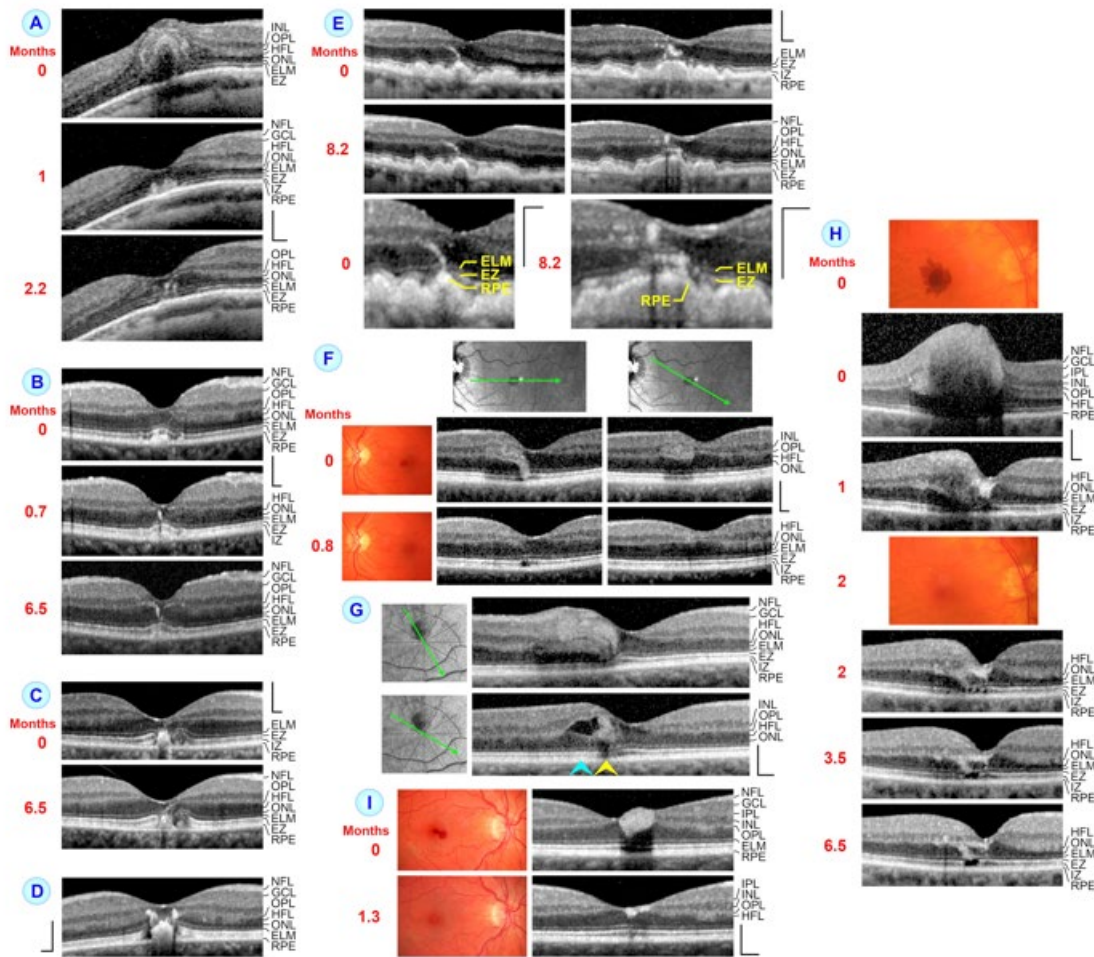 A
Months
0
INL
OPL
HFL
ONL
ELM
EZ
1
NFL
GCL
HFL
ONL
ELM
EZ
IZ
RPE
2.2
OPL
HFL
ONL
ELM
EZ
RPE
B
Months
0
NFL
GCL
OPL
HFL
ONL
ELM
EZ
RPE
0.7
HFL
ONL
ELM
EZ
IZ
6.5
NFL
GCL
OPL
HFL
ONL
ELM
EZ
RPE
C
Months
0
ELM
EZ
IZ
RPE
6.5
NFL
OPL
HFL
ONL
ELM
EZ
RPE
D
NFL
GCL
OPL
HFL
ONL
ELM
RPE
E
Months
0
ELM
EZ
IZ
RPE
8.2
NFL
OPL
HFL
ONL
ELM
EZ
RPE
0
ELM
EZ
RPE
8.2
ELM
EZ
RPE
F
Months
0
INL
OPL
HFL
ONL
0.8
HFL
ONL
ELM
EZ
IZ
RPE
G
NFL
GCL
HFL
ONL
ELM
EZ
IZ
RPE
INL
OPL
HFL
ONL
H
Months
0
0
NFL
GCL
IPL
INL
OPL
HFL
RPE
1
HFL
ONL
ELM
EZ
IZ
RPE
2
2
HFL
ONL
ELM
EZ
IZ
RPE
3.5
HFL
ONL
ELM
EZ
RPE
6.5
HFL
ONL
ELM
EZ
RPE
I
Months
0
NFL
GCL
IPL
INL
OPL
ELM
RPE
1.3
IPL
INL
OPL
HFL